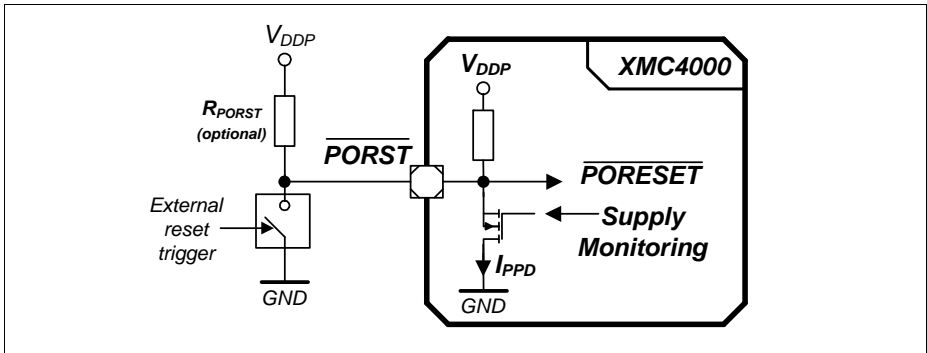 VDDP
RPORST
(optional)
PORST
External
reset
trigger
GND
XMC4000
VDDP
PORESET
Supply
Monitoring
IPPD
GND